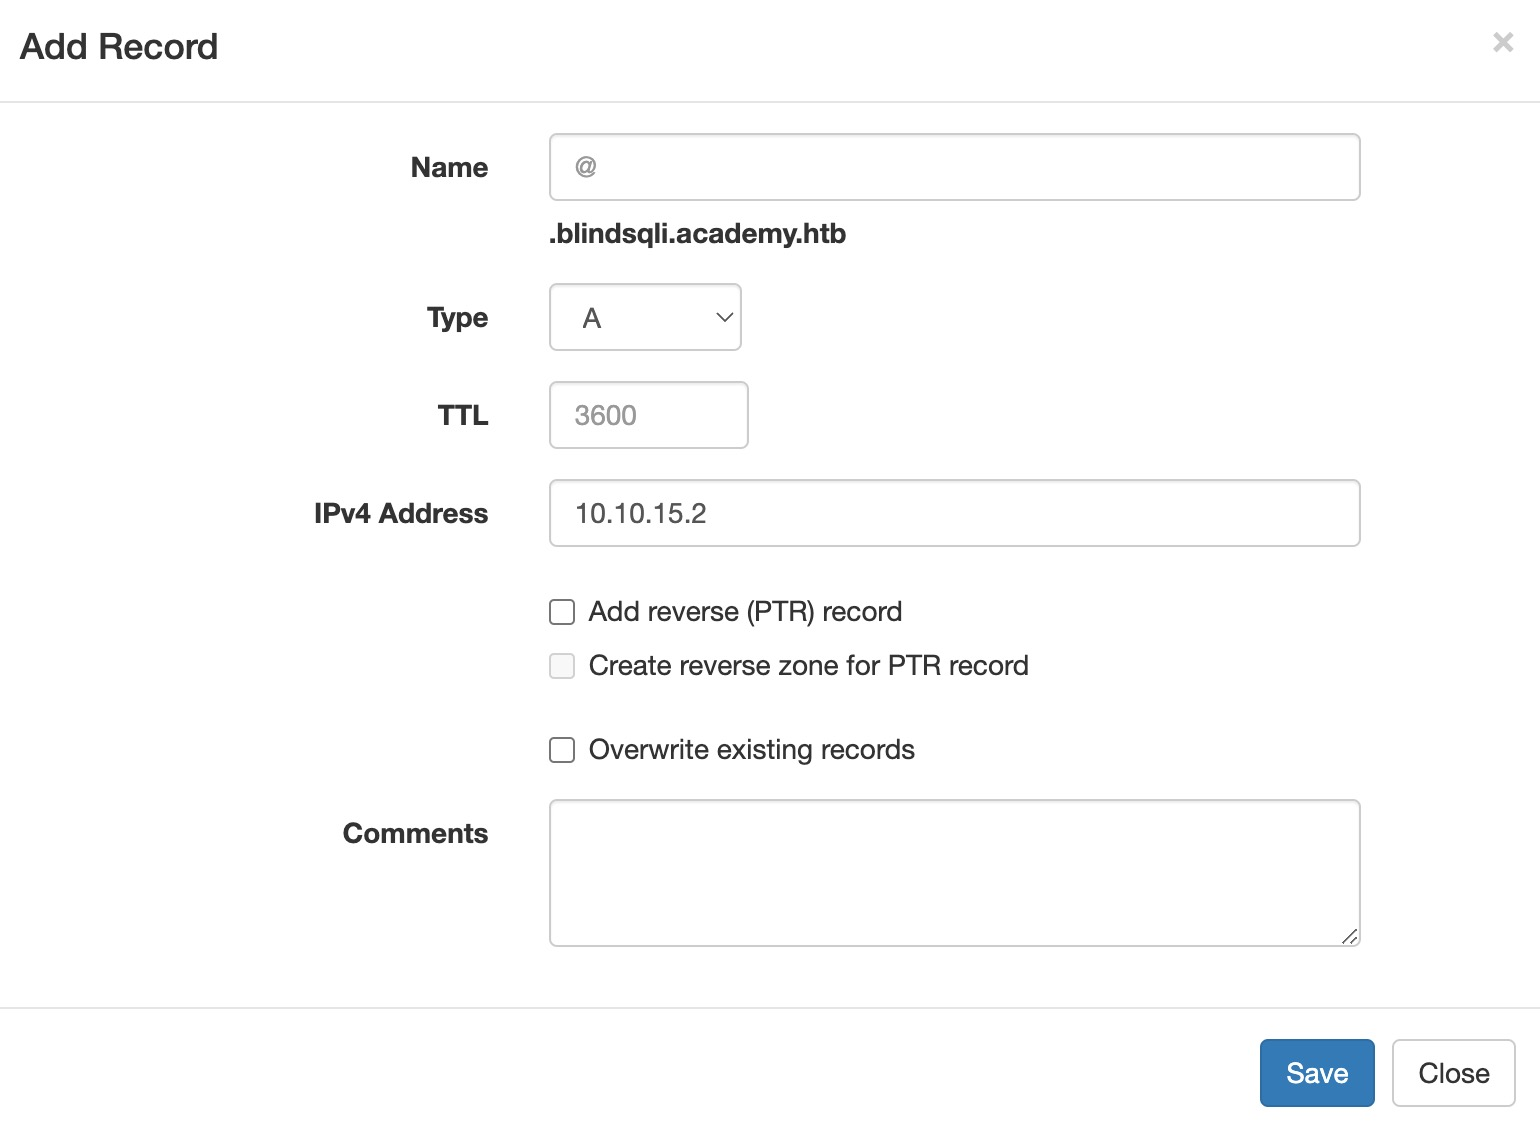 Add Record
×
Name
@
.blindsqli.academy.htb
Type
A
TTL
3600
IPv4 Address
10.10.15.2
Add reverse (PTR) record
Create reverse zone for PTR record
Overwrite existing records
Comments
Save
Close